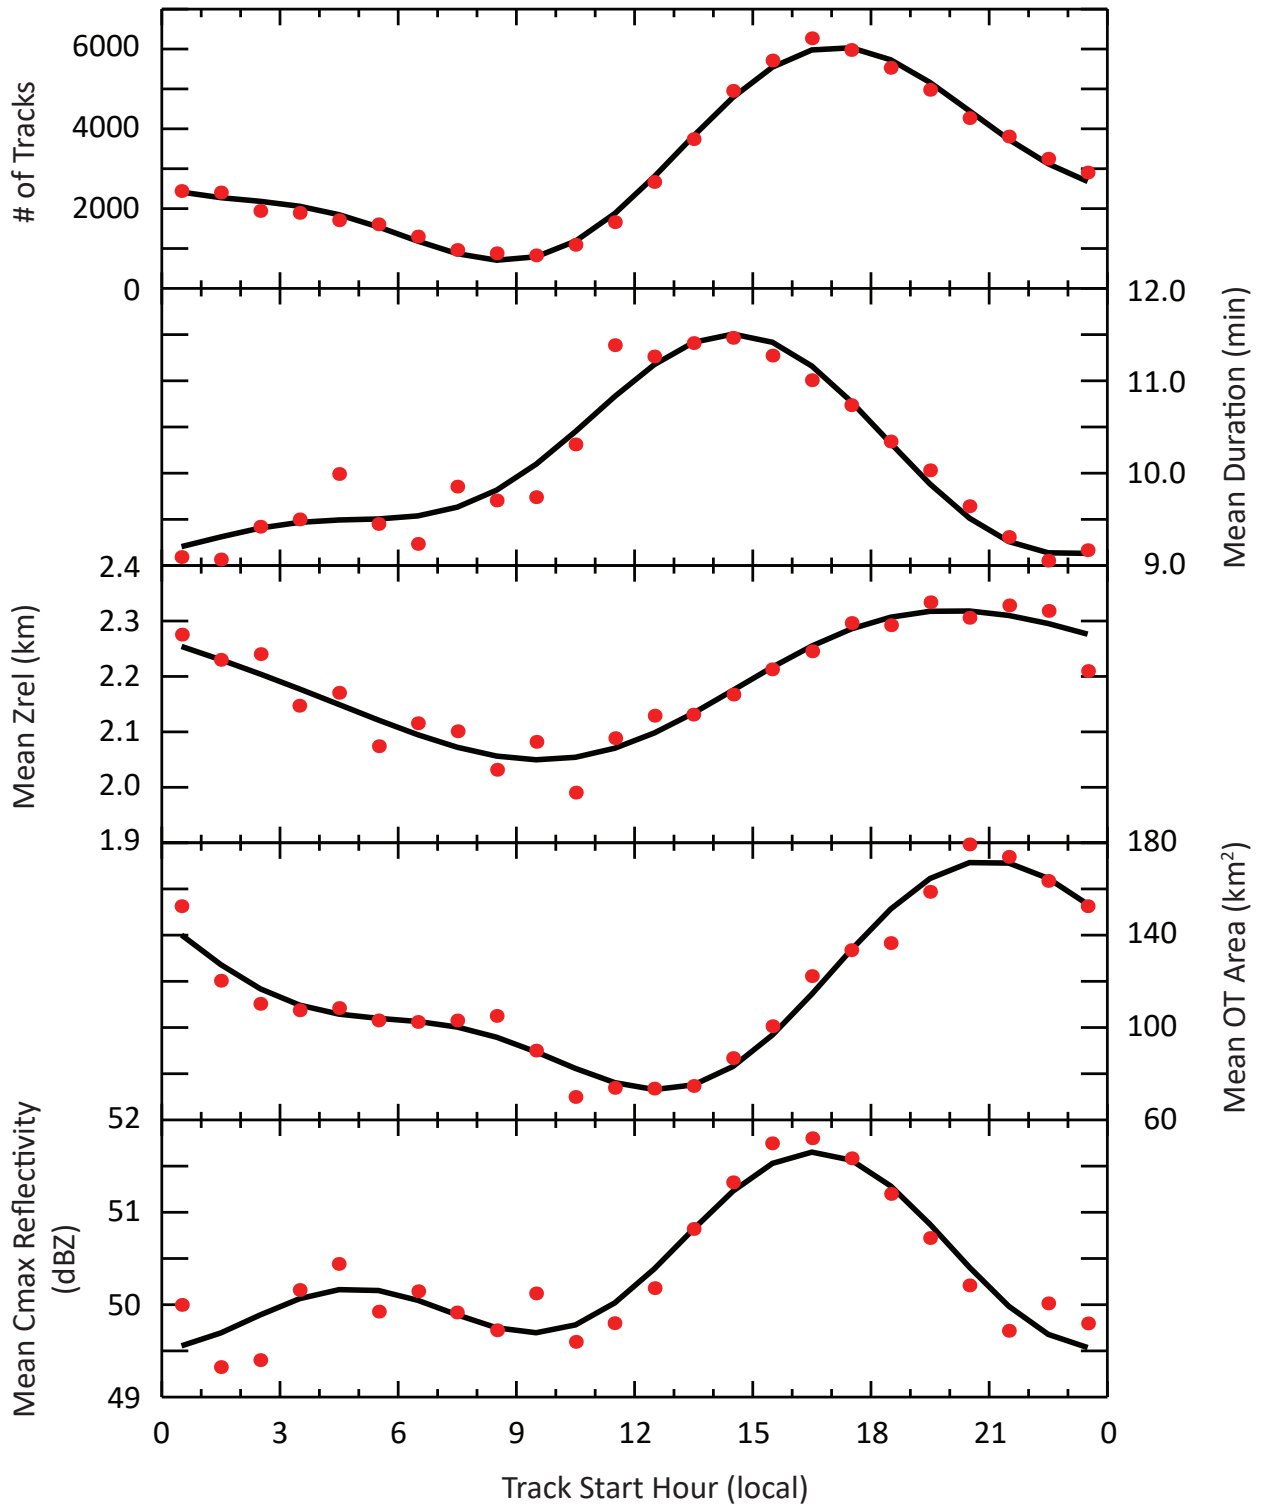 # of Tracks
6000
4000
2000
0
Mean Duration (min)
12.0
11.0
10.0
9.0
Mean Zrel (km)
2.4
2.3
2.2
2.1
2.0
1.9
Mean OT Area (km²)
180
140
100
60
Mean Cmax Reflectivity
(dBZ)
52
51
50
49
0 3 6 9 12 15 18 21 0
Track Start Hour (local)